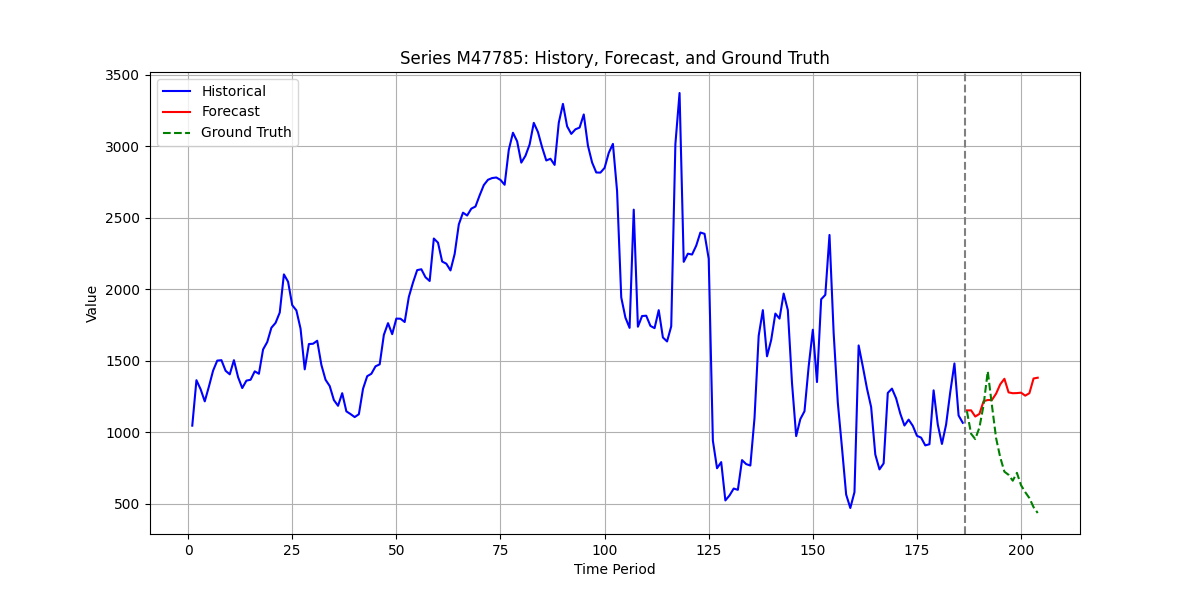 Series M47785: History, Forecast, and Ground Truth
Historical
Forecast
Ground Truth
3500
3000
2500
2000
1500
1000
500
Value
0 25 50 75 100 125 150 175 200
Time Period